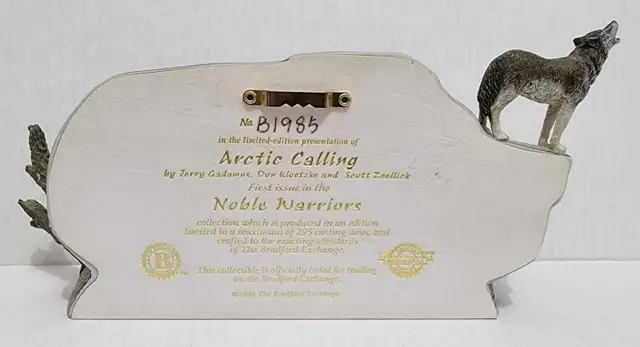 № B1985
in the limited-edition presentation of
Arctic Calling
by Jerry Gadamus, Don Kloetzke and Scott Zoellick
First issue in the
Noble Warriors
collection which is produced in an edition
limited to a maximum of 295 casting days, and
crafted to the exacting standards
of The Bradford Exchange.
B
This collectible is officially listed for trading
on the Bradford Exchange.
The Bradford Exchange